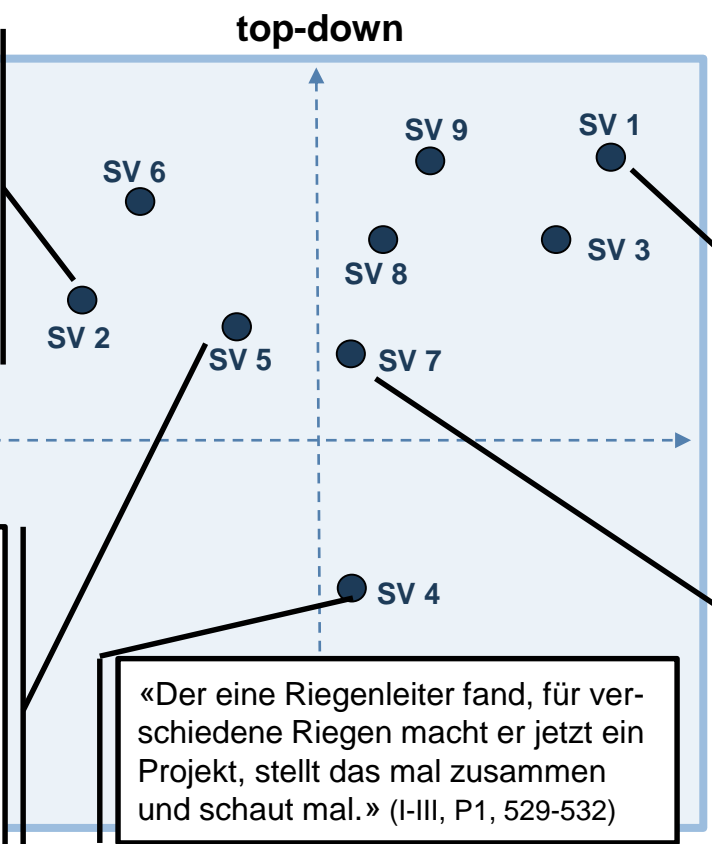 top-down
SV 9
SV 1
SV 6
SV 3
SV 8
SV 2
SV 5
SV 7
SV 4
«Der eine Riegenleiter fand, für ver-
schiedene Riegen macht er jetzt ein
Projekt, stellt das mal zusammen
und schaut mal.» (I-III, P1, 529-532)